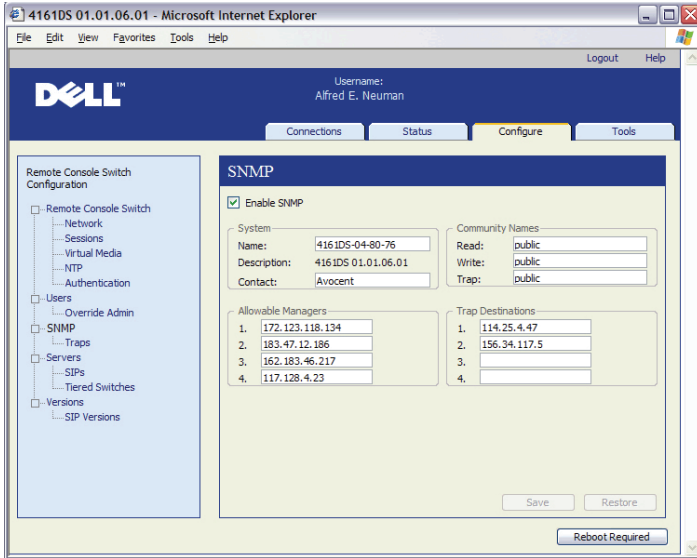 4161DS 01.01.06.01 - Microsoft Internet Explorer
File Edit View Favorites Tools Help
Logout Help
DELL™
Username:
Alfred E. Neuman
Connections Status Configure Tools
Remote Console Switch
Configuration
Remote Console Switch
Network
Sessions
Virtual Media
NTP
Authentication
Users
Override Admin
SNMP
Traps
Servers
SIPs
Tiered Switches
Versions
SIP Versions
SNMP
Enable SNMP
System
Name: 4161DS-04-80-76
Description: 4161DS 01.01.06.01
Contact: Avocent
Community Names
Read: public
Write: public
Trap: public
Allowable Managers
1. 172.123.118.134
2. 183.47.12.186
3. 162.183.46.217
4. 117.128.4.23
Trap Destinations
1. 114.25.4.47
2. 156.34.117.5
3.
4.
Save Restore
Reboot Required